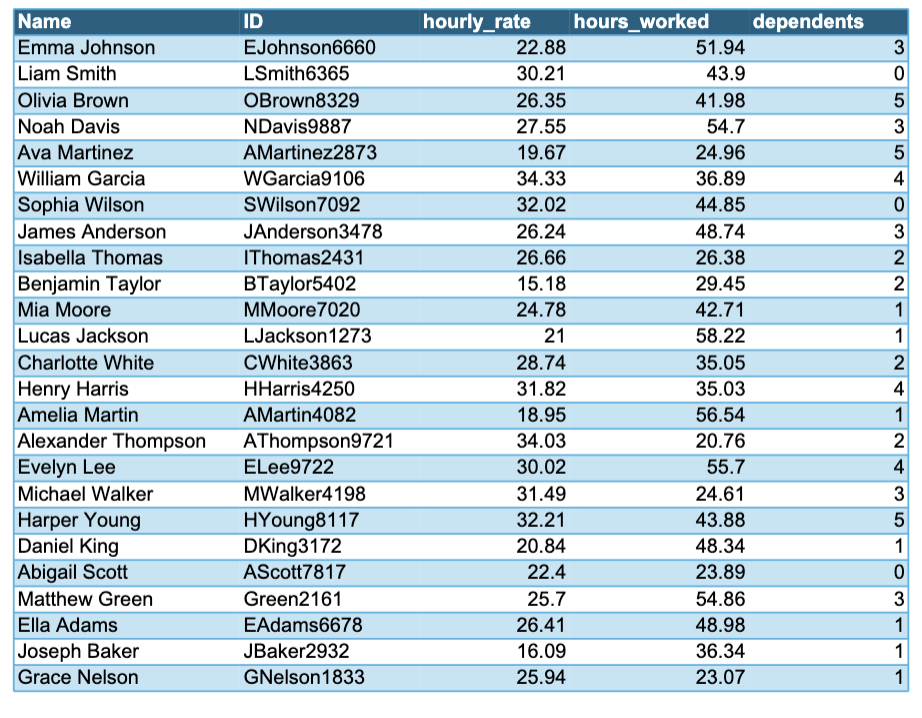 Name ID hourly_rate hours_worked dependents
Emma Johnson EJohnson6660 22.88 51.94 3
Liam Smith LSmith6365 30.21 43.9 0
Olivia Brown OBrown8329 26.35 41.98 5
Noah Davis NDavis9887 27.55 54.7 3
Ava Martinez AMartinez2873 19.67 24.96 5
William Garcia WGarcia9106 34.33 36.89 4
Sophia Wilson SWilson7092 32.02 44.85 0
James Anderson JAnderson3478 26.24 48.74 3
Isabella Thomas IThomas2431 26.66 26.38 2
Benjamin Taylor BTaylor5402 15.18 29.45 2
Mia Moore MMoore7020 24.78 42.71 1
Lucas Jackson LJackson1273 21 58.22 1
Charlotte White CWhite3863 28.74 35.05 2
Henry Harris HHarris4250 31.82 35.03 4
Amelia Martin AMartin4082 18.95 56.54 1
Alexander Thompson AThompson9721 34.03 20.76 2
Evelyn Lee ELee9722 30.02 55.7 4
Michael Walker MWalker4198 31.49 24.61 3
Harper Young HYoung8117 32.21 43.88 5
Daniel King DKing3172 20.84 48.34 1
Abigail Scott AScott7817 22.4 23.89 0
Matthew Green Green2161 25.7 54.86 3
Ella Adams EAdams6678 26.41 48.98 1
Joseph Baker JBaker2932 16.09 36.34 1
Grace Nelson GNelson1833 25.94 23.07 1